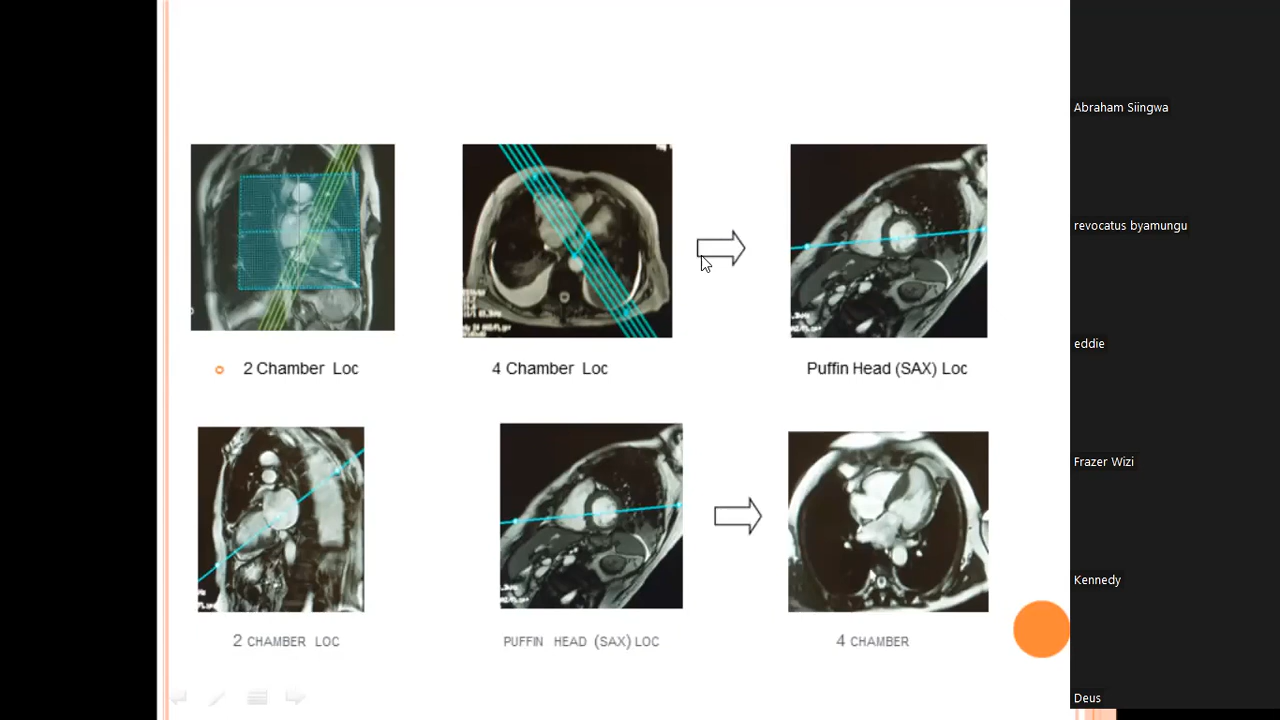 2 Chamber Loc
4 Chamber Loc
Puffin Head (SAX) Loc
2 CHAMBER LOC
PUFFIN HEAD (SAX) LOC
4 CHAMBER
Abraham Siingwa
revocatus byamungu
eddie
Frazer Wizi
Kennedy
Deus